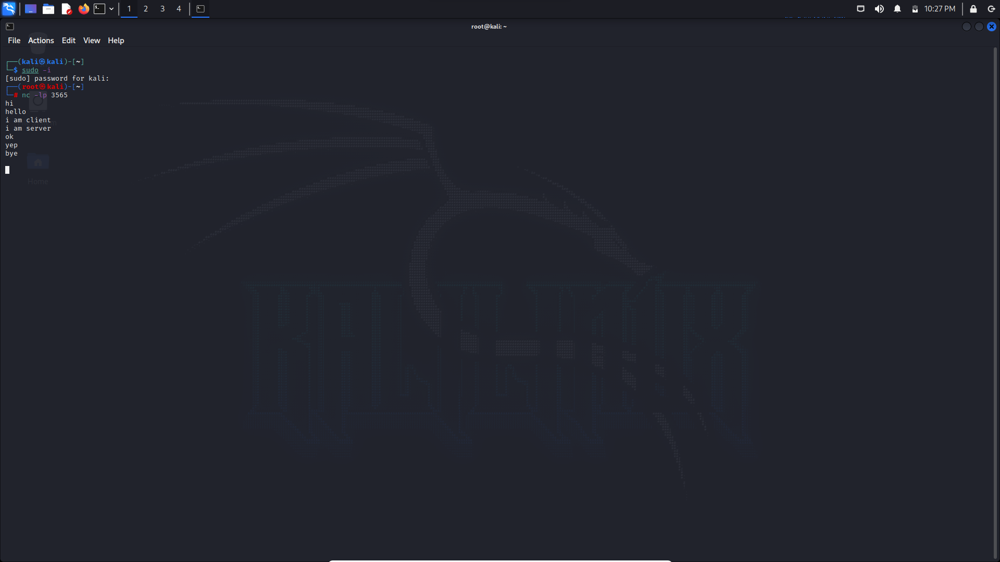 1 2 3 4 10:27 PM
root@kali: ~
File Actions Edit View Help
┌──(kali㉿kali)-[~]
└─$ sudo -i
[sudo] password for kali:
┌──(root㉿kali)-[~]
└─# nc -lp 3565
hi
hello
i am client
i am server
ok
yep
bye
Home